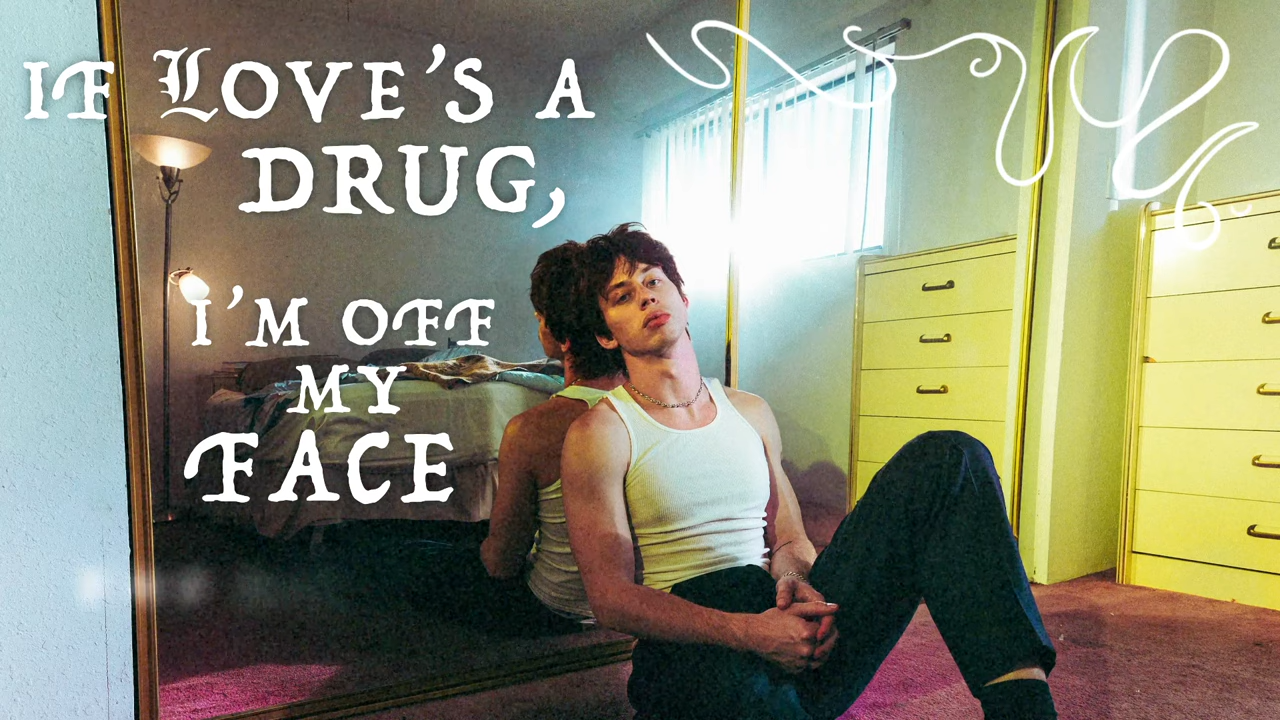 IF LOVE'S A
DRUG,
I'M OFF
MY
FACE